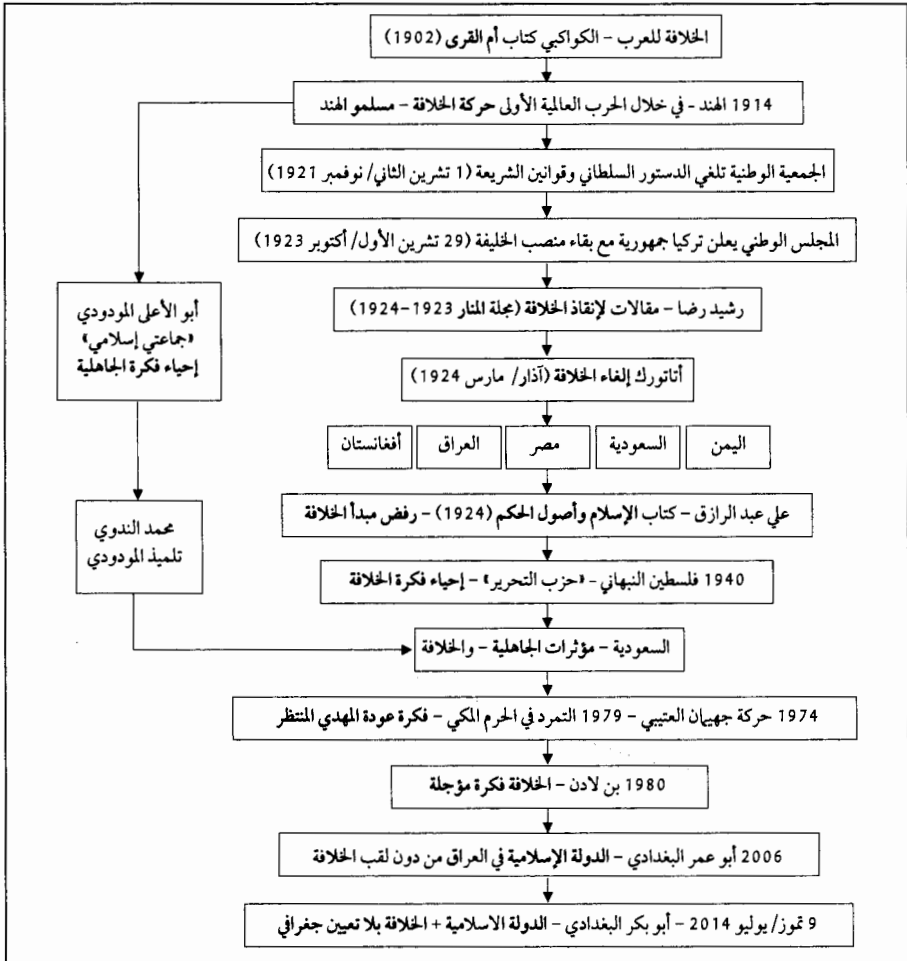 الخلافة للعرب – الكواكبي كتاب أم القرى (1902)
1914 الهند - في خلال الحرب العالمية الأولى حركة الخلافة – مسلمو الهند
الجمعية الوطنية تلغي الدستور السلطاني وقوانين الشريعة (1 تشرين الثاني/ نوفمبر 1921)
المجلس الوطني يعلن تركيا جمهورية مع بقاء منصب الخليفة (29 تشرين الأول/ أكتوبر 1923)
رشيد رضا – مقالات لإنقاذ الخلافة (مجلة المنار 1923–1924)
أتاتورك إلغاء الخلافة (آذار/ مارس 1924)
اليمن
السعودية
مصر
العراق
أفغانستان
علي عبد الرازق – كتاب الإسلام وأصول الحكم (1924) – رفض مبدأ الخلافة
1940 فلسطين النبهاني - «حزب التحرير» – إحياء فكرة الخلافة
أبو الأعلى المودودي
«جماعتي إسلامي»
إحياء فكرة الجاهلية
محمد الندوي
تلميذ المودودي
السعودية – مؤثرات الجاهلية – والخلافة
1974 حركة جهيمان العتيبي – 1979 التمرد في الحرم المكي – فكرة عودة المهدي المنتظر
1980 بن لادن – الخلافة فكرة مؤجلة
2006 أبو عمر البغدادي – الدولة الإسلامية في العراق من دون لقب الخلافة
9 تموز/ يوليو 2014 – أبو بكر البغدادي – الدولة الاسلامية + الخلافة بلا تعيين جغرافي